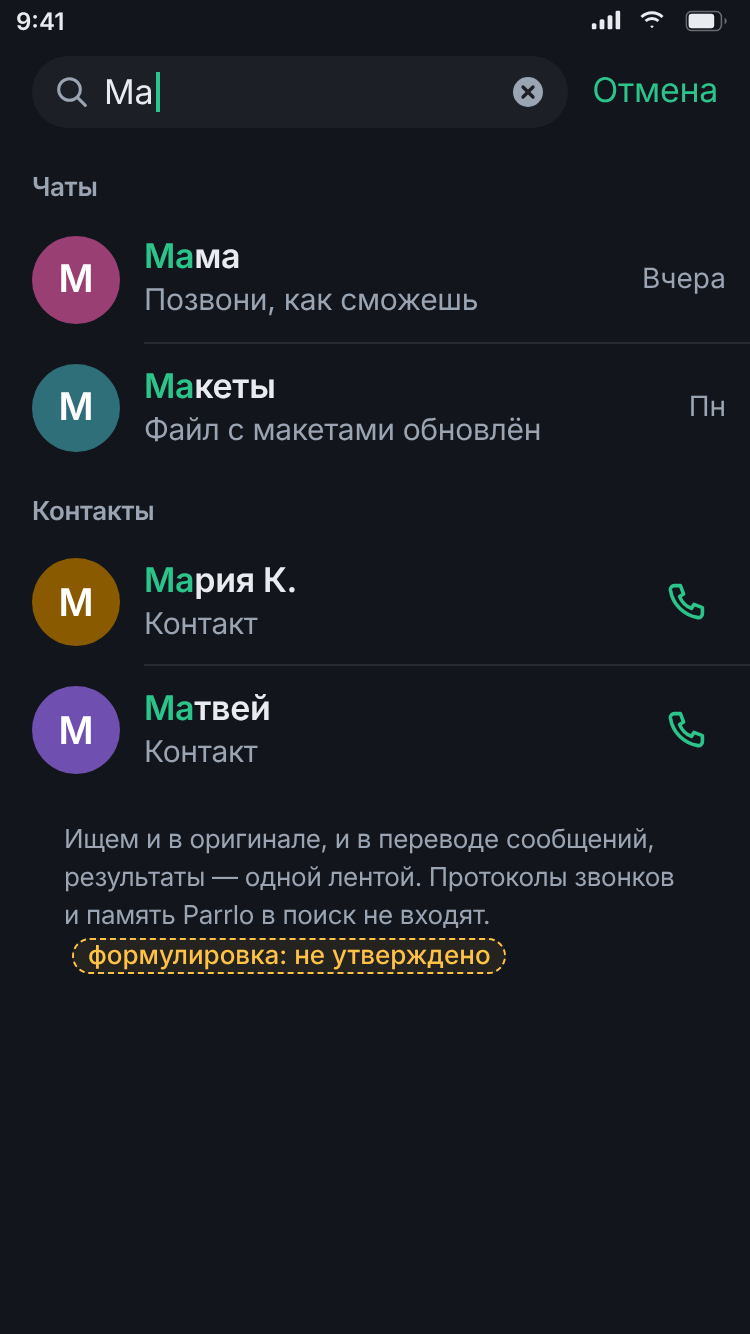 9:41
Ма
Отмена
Чаты
М
Мама
Позвони, как сможешь
Вчера
М
Макеты
Файл с макетами обновлён
Пн
Контакты
М
Мария К.
Контакт
М
Матвей
Контакт
Ищем и в оригинале, и в переводе сообщений,
результаты — одной лентой. Протоколы звонков
и память Parrlo в поиск не входят.
формулировка: не утверждено